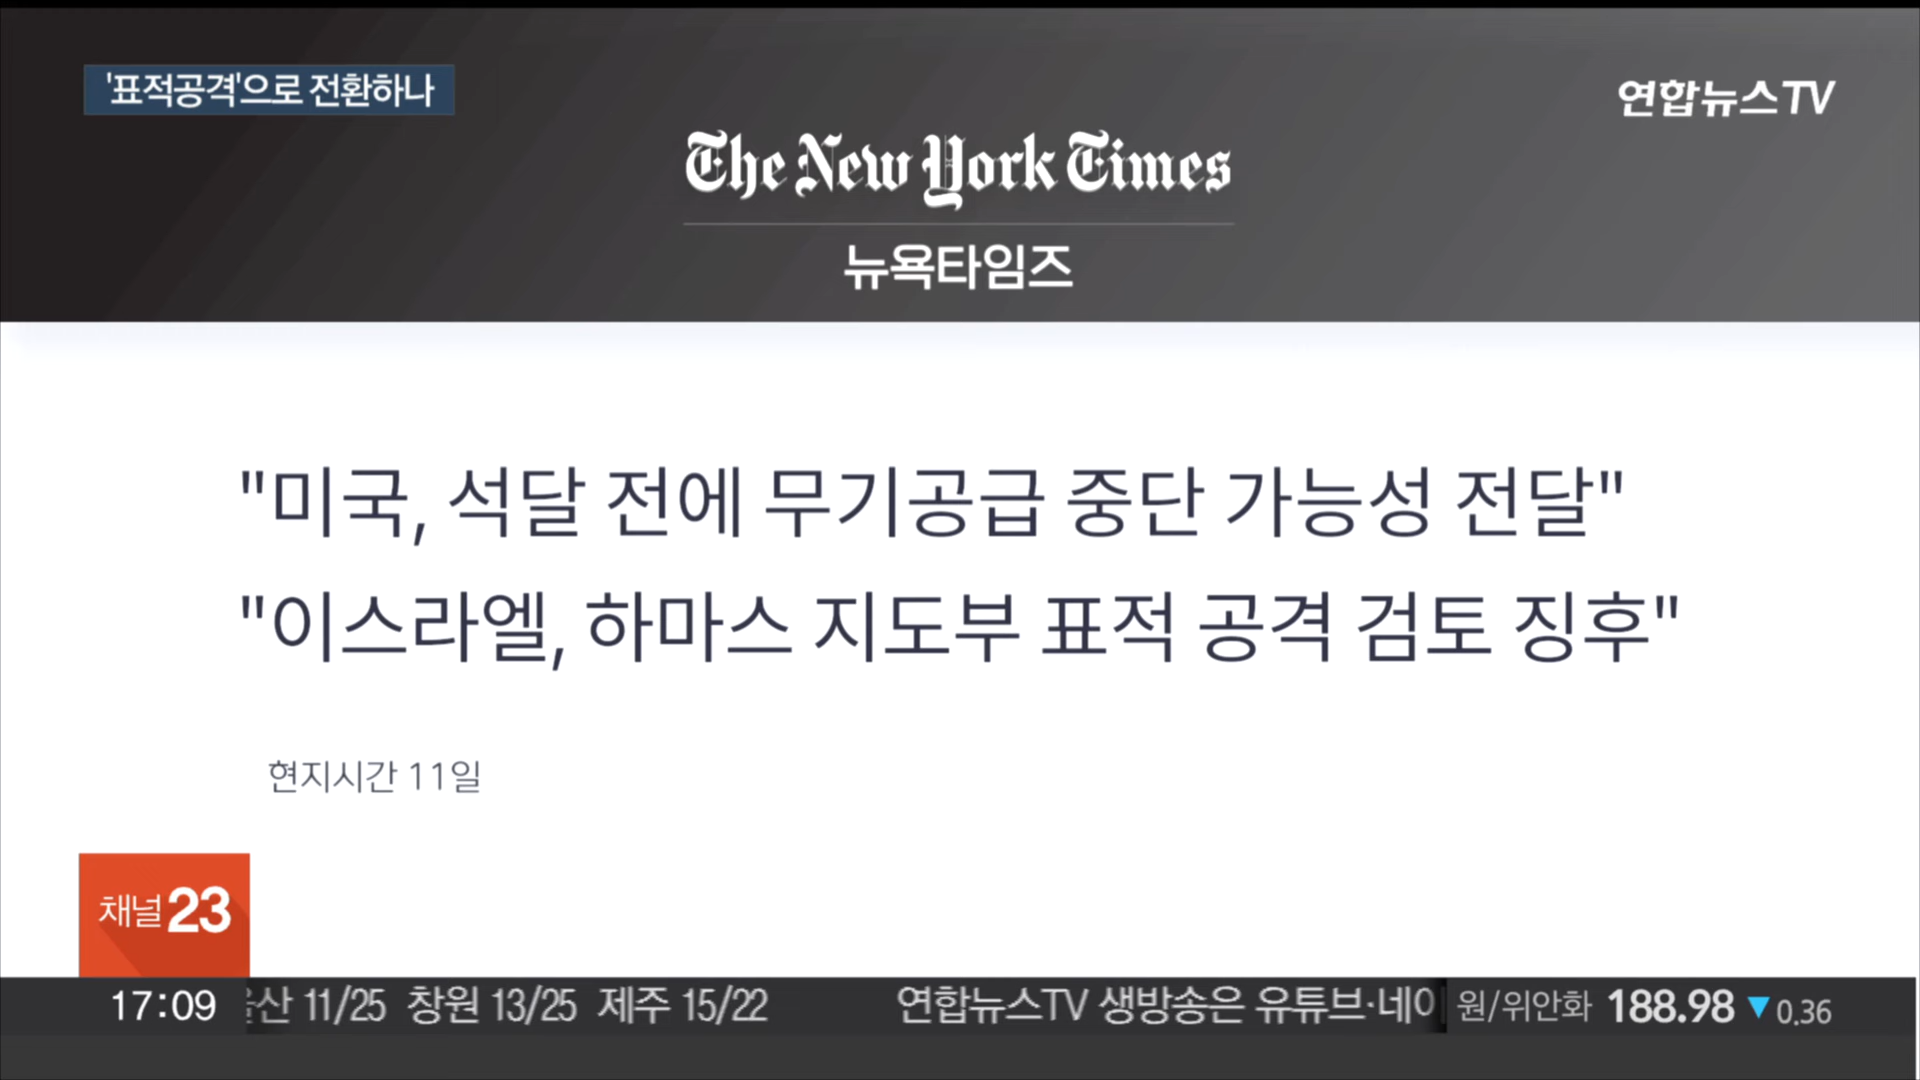 '표적공격'으로 전환하나
연합뉴스TV
The New York Times
뉴욕타임즈
"미국, 석달 전에 무기공급 중단 가능성 전달"
"이스라엘, 하마스 지도부 표적 공격 검토 징후"
현지시간 11일
채널23
17:09 11/25 창원 13/25 제주 15/22 연합뉴스TV 생방송은 유튜브·네이 원/위안화 188.98 ▼ 0.36